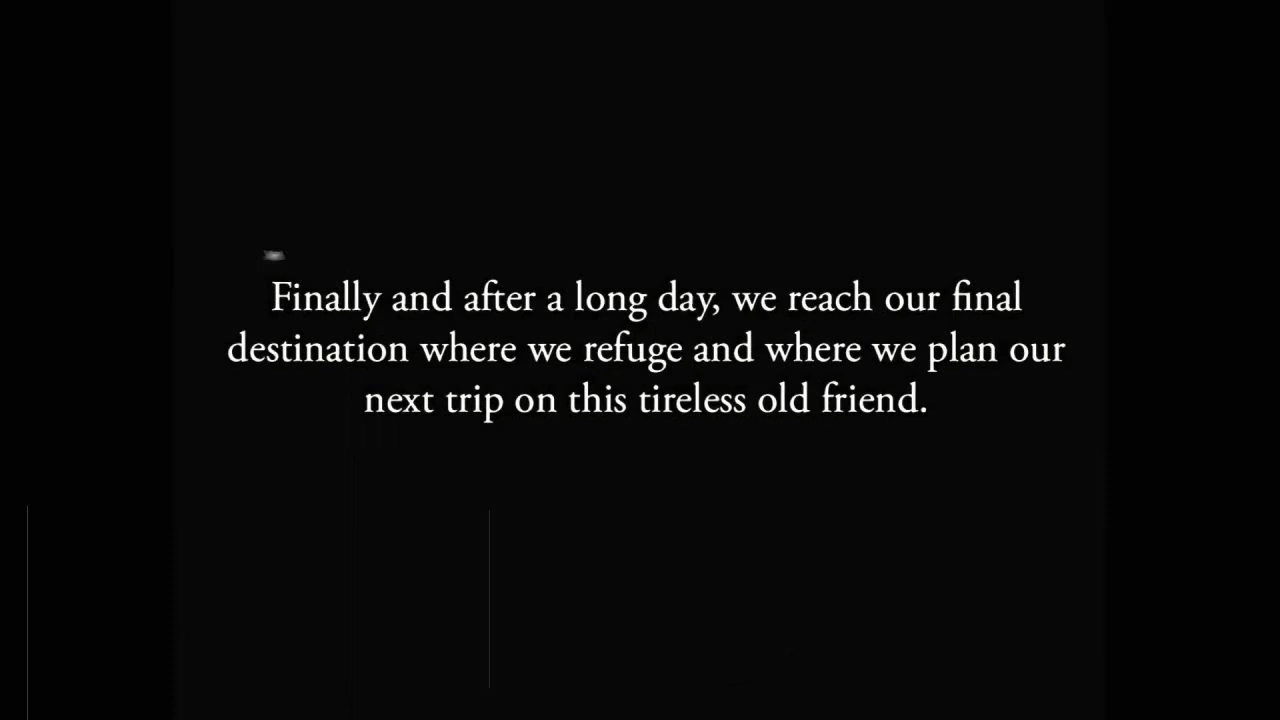 Finally and after a long day, we reach our final
destination where we refuge and where we plan our
next trip on this tireless old friend.